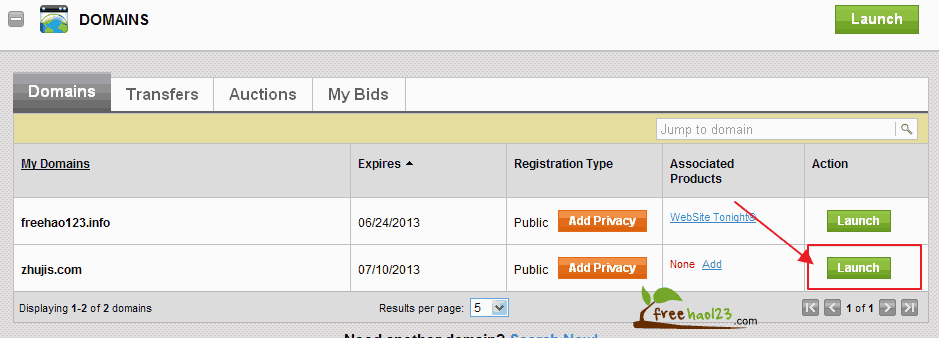 DOMAINS
Launch
Domains
Transfers
Auctions
My Bids
Jump to domain
My Domains
Expires
Registration Type
Associated
Products
Action
freehao123.info
06/24/2013
Public
Add Privacy
WebSite Tonight®
Launch
zhujis.com
07/10/2013
Public
Add Privacy
None Add
Launch
Displaying 1-2 of 2 domains
Results per page: 5
1 of 1
freehao123.com
Need another domain? Search Now!